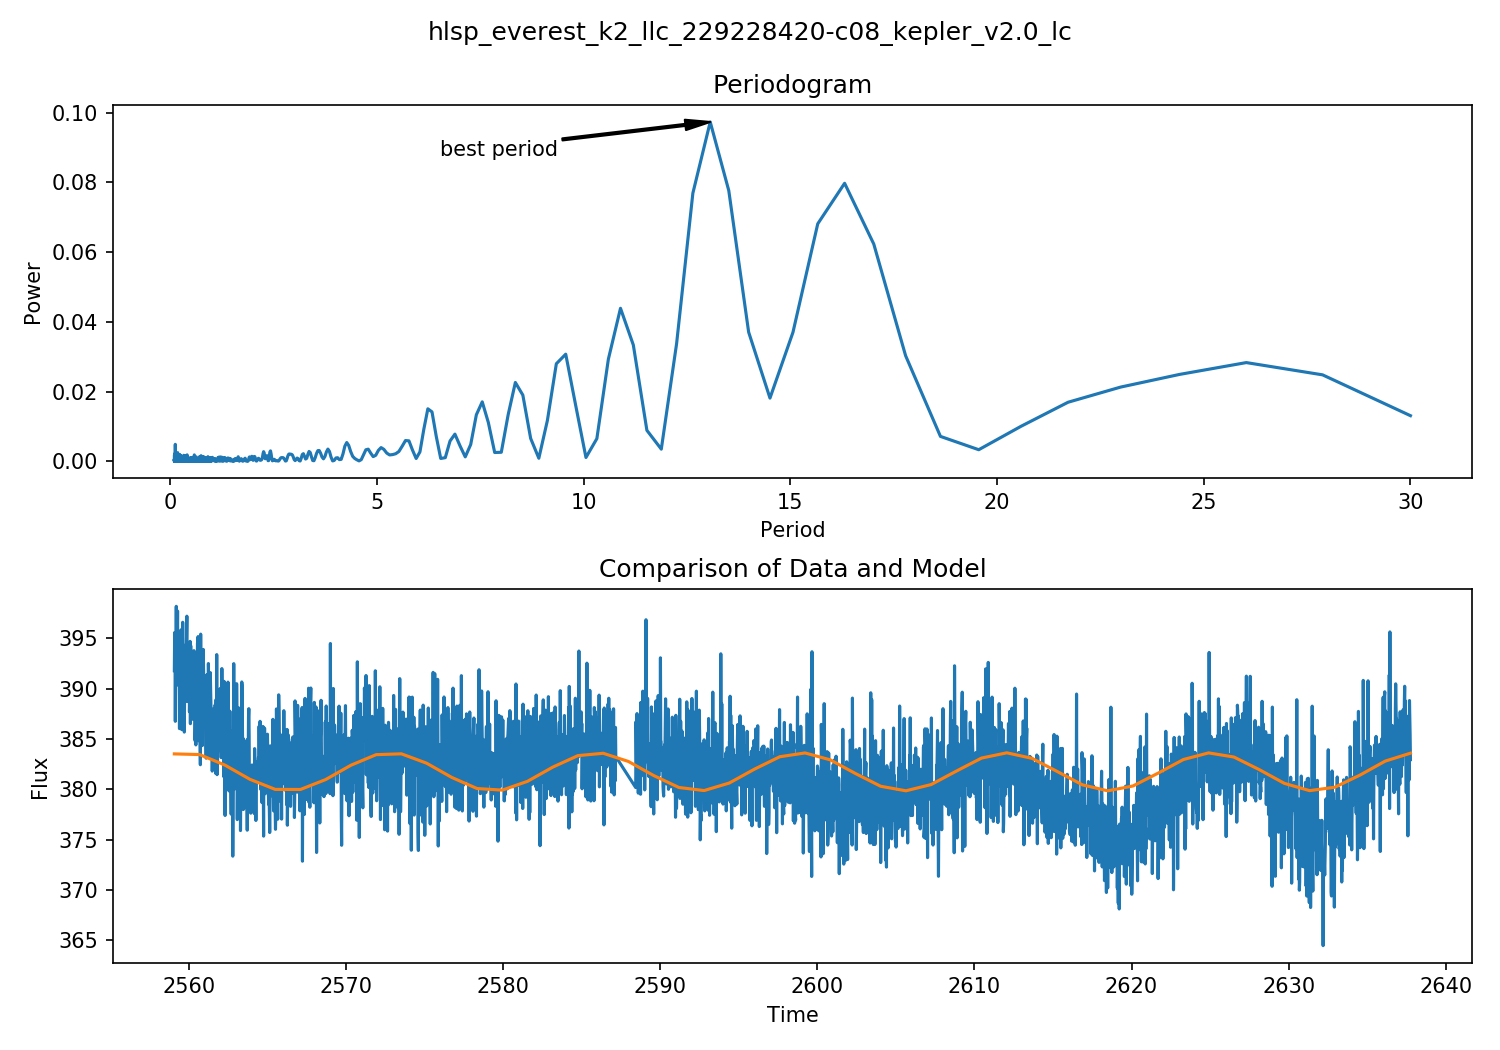 hlsp_everest_k2_llc_229228420-c08_kepler_v2.0_lc
Periodogram
best period
Power
0.10
0.08
0.06
0.04
0.02
0.00
0 5 10 15 20 25 30
Period
Comparison of Data and Model
Flux
395
390
385
380
375
370
365
2560 2570 2580 2590 2600 2610 2620 2630 2640
Time